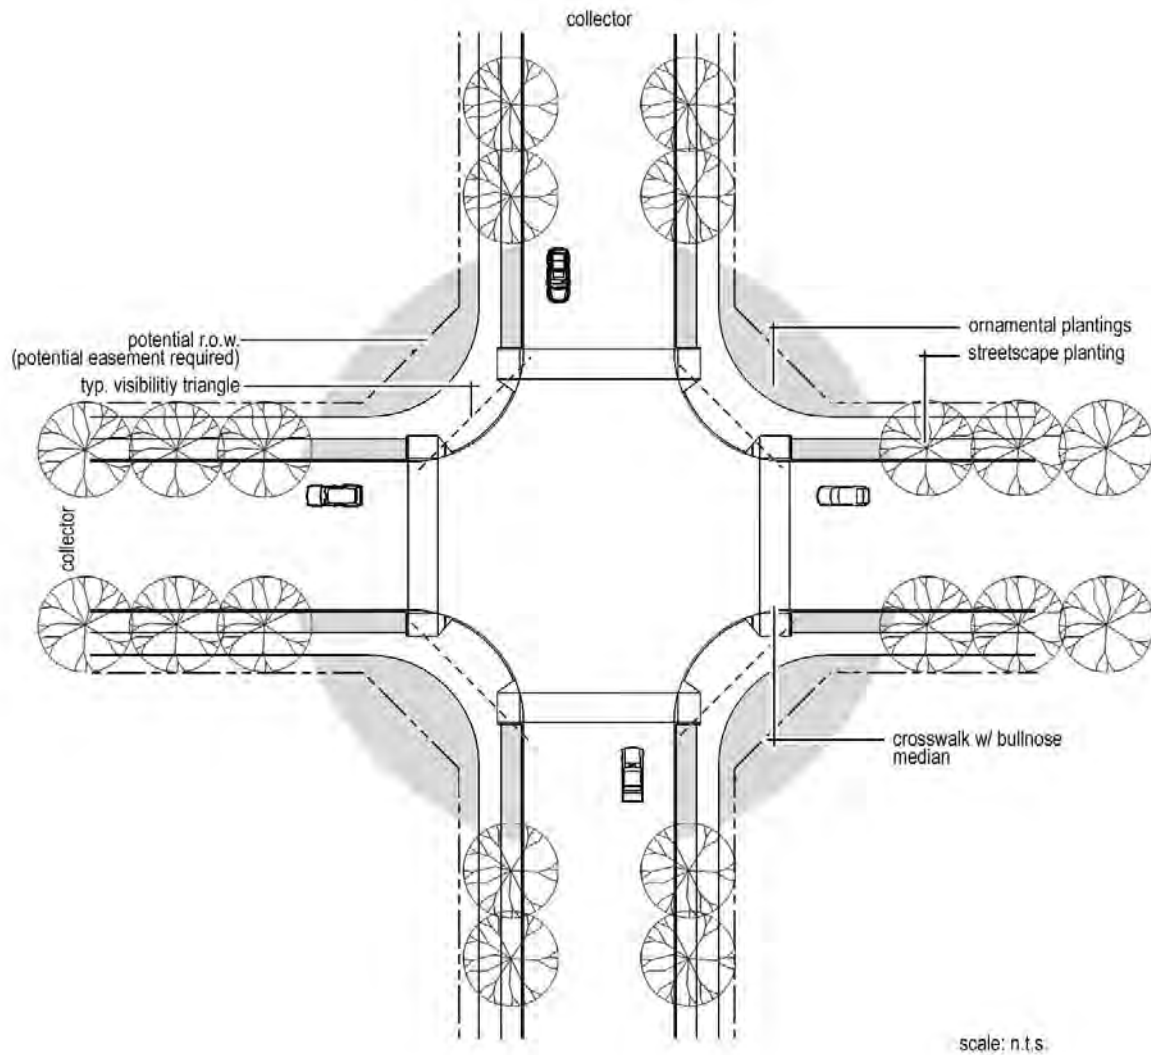 collector
potential r.o.w.
(potential easement required)
typ. visibilitiy triangle
ornamental plantings
streetscape planting
collector
crosswalk w/ bullnose
median
scale: n.t.s.